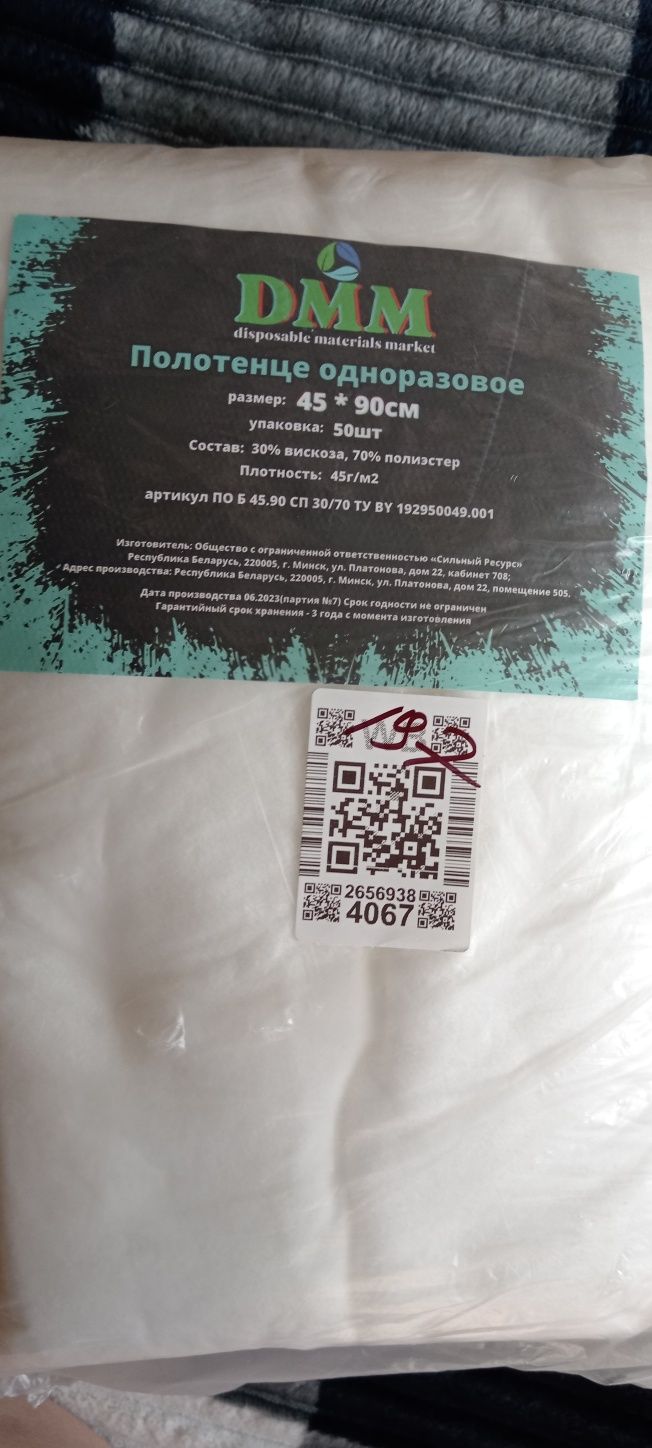 DMM
disposable materials market
Полотенце одноразовое
размер: 45 * 90см
упаковка: 50шт
Состав: 30% вискоза, 70% полиэстер
Плотность: 45г/м2
артикул ПО Б 45.90 СП 30/70 ТУ BY 192950049.001
Изготовитель: Общество с ограниченной ответственностью «Сильный Ресурс»
Республика Беларусь, 220005, г. Минск, ул. Платонова, дом 22, кабинет 708;
Адрес производства: Республика Беларусь, 220005, г. Минск, ул. Платонова, дом 22, помещение 505.
Дата производства 06.2023(партия №7) Срок годности не ограничен
Гарантийный срок хранения - 3 года с момента изготовления
WB
2656938
4067